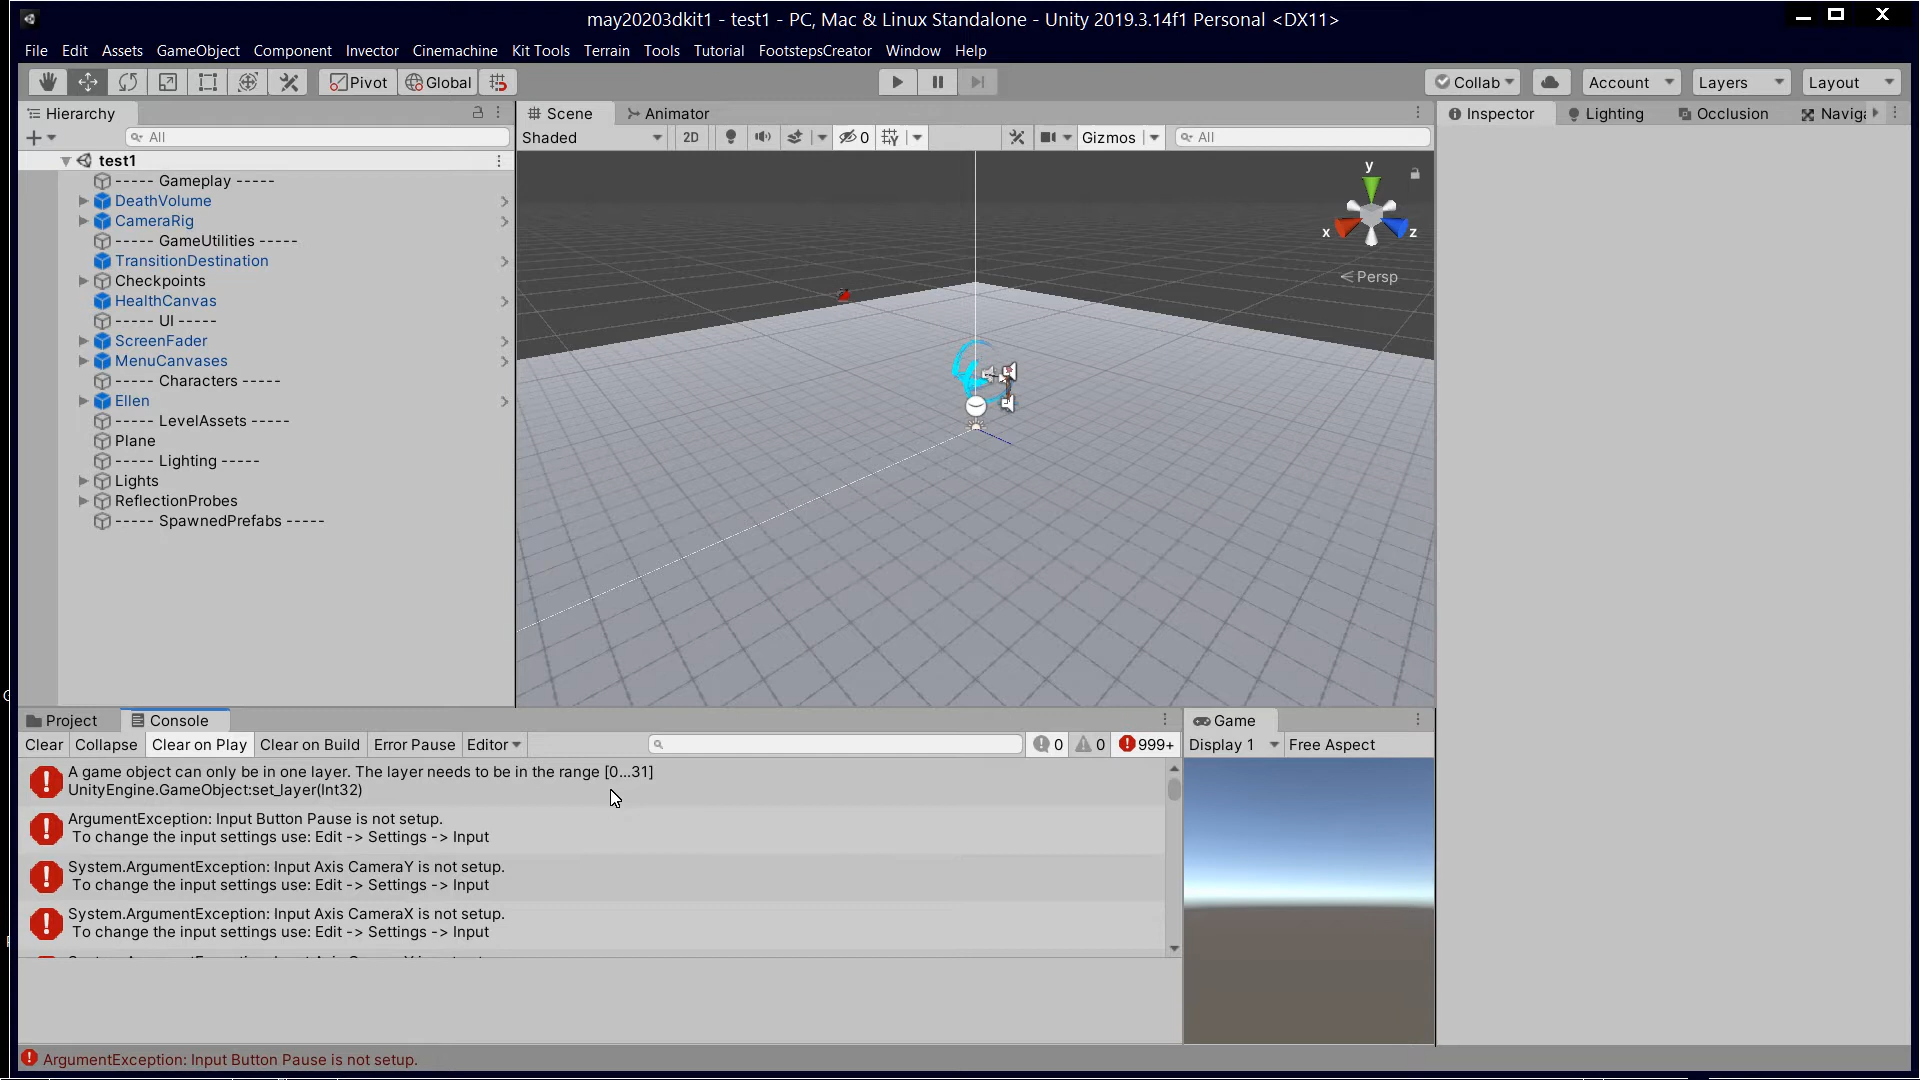 may20203dkit1 - test1 - PC, Mac & Linux Standalone - Unity 2019.3.14f1 Personal <DX11>
File Edit Assets GameObject Component Invector Cinemachine Kit Tools Terrain Tools Tutorial FootstepsCreator Window Help
Pivot Global Collab Account Layers Layout
Hierarchy
All
test1
----- Gameplay -----
DeathVolume
CameraRig
----- GameUtilities -----
TransitionDestination
Checkpoints
HealthCanvas
----- UI -----
ScreenFader
MenuCanvases
----- Characters -----
Ellen
----- LevelAssets -----
Plane
----- Lighting -----
Lights
ReflectionProbes
----- SpawnedPrefabs -----
Scene Animator
Shaded 2D 0 Gizmos All
y
x z
Persp
Inspector Lighting Occlusion Naviga
Project Console
Clear Collapse Clear on Play Clear on Build Error Pause Editor 0 0 999+
A game object can only be in one layer. The layer needs to be in the range [0...31]
UnityEngine.GameObject:set_layer(Int32)
ArgumentException: Input Button Pause is not setup.
To change the input settings use: Edit -> Settings -> Input
System.ArgumentException: Input Axis CameraY is not setup.
To change the input settings use: Edit -> Settings -> Input
System.ArgumentException: Input Axis CameraX is not setup.
To change the input settings use: Edit -> Settings -> Input
Game
Display 1 Free Aspect
ArgumentException: Input Button Pause is not setup.